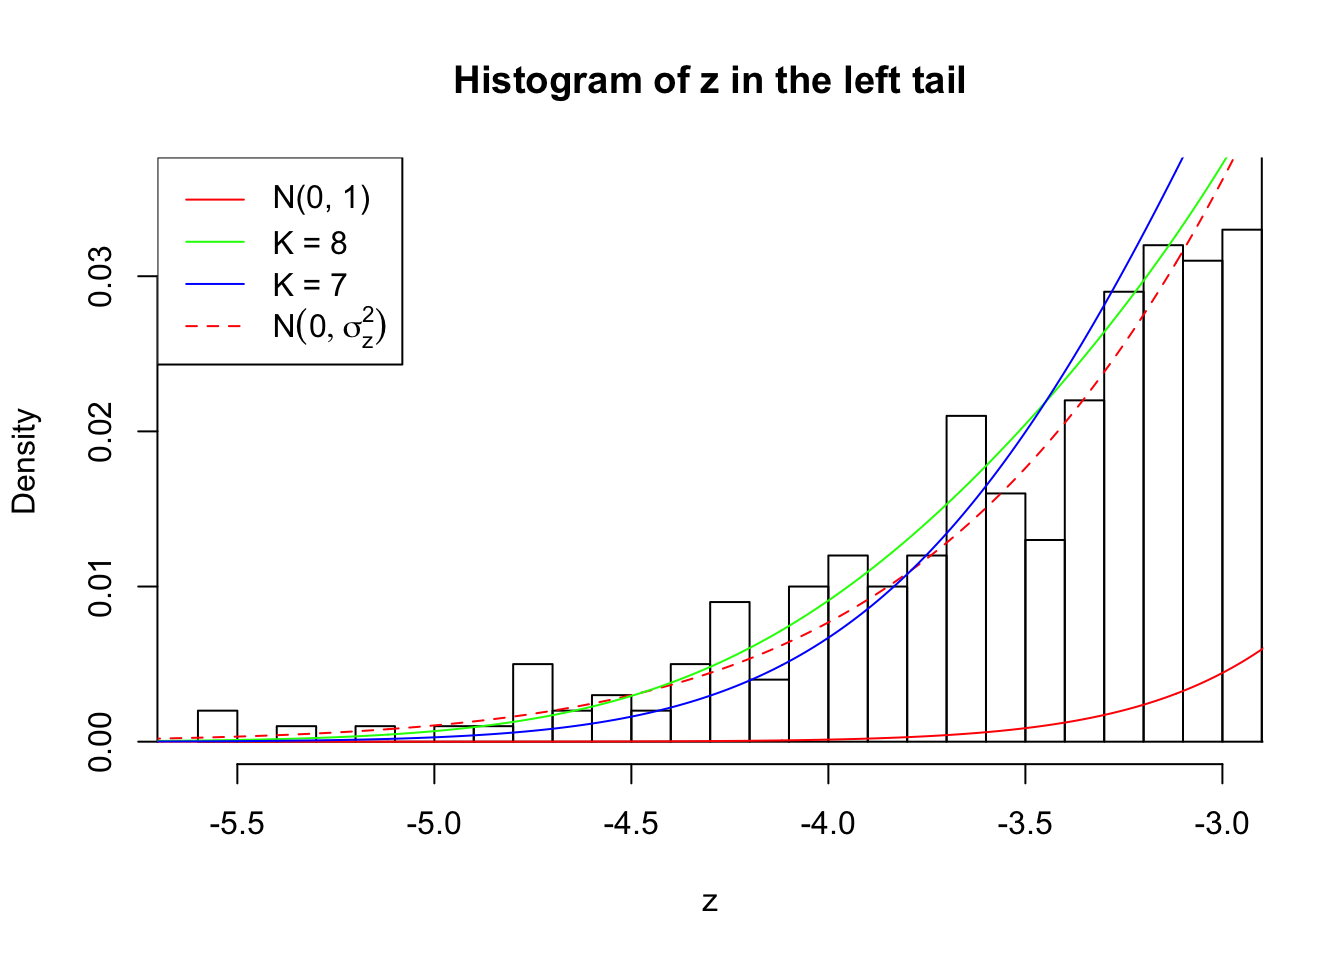 Histogram of z in the left tail
N(0, 1)
K = 8
K = 7
N(0, σ_z^2)
Density
0.03
0.02
0.01
0.00
-5.5 -5.0 -4.5 -4.0 -3.5 -3.0
z